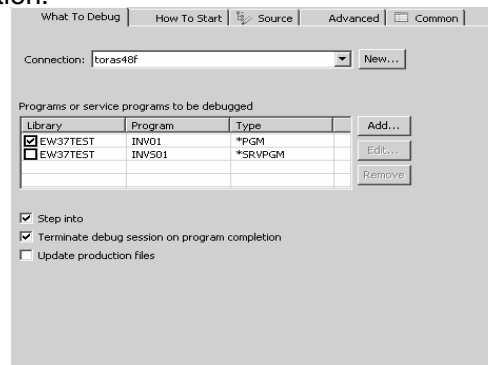 tion.
What To Debug How To Start Source Advanced Common
Connection: toras48f New...
Programs or service programs to be debugged
Library Program Type Add...
EW37TEST INV01 *PGM
EW37TEST INVS01 *SRVPGM Edit...
Remove
Step into
Terminate debug session on program completion
Update production files